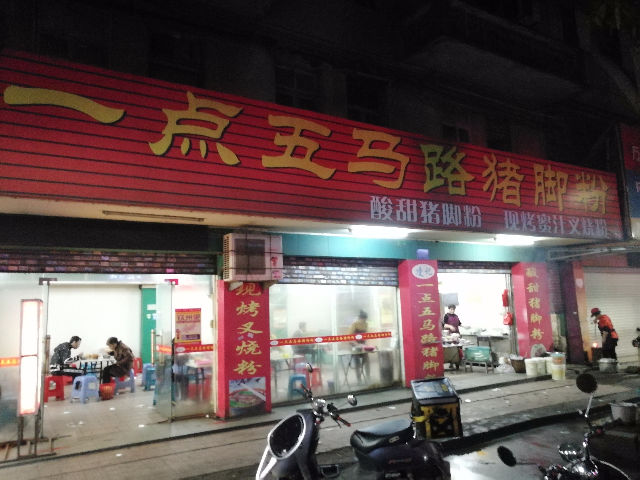 一点五马路猪脚粉
酸甜猪脚粉 现烤蜜汁叉烧粉
现烤叉烧粉
一点五马路猪脚
酸甜猪脚粉